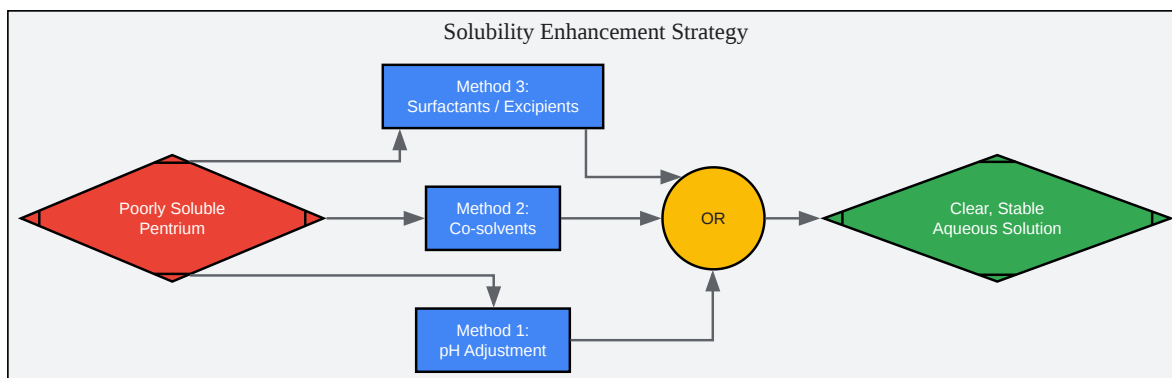 Solubility Enhancement Strategy
Method 3:
Surfactants / Excipients
Poorly Soluble
Pentrium
Method 2:
Co-solvents
OR
Clear, Stable
Aqueous Solution
Method 1:
pH Adjustment